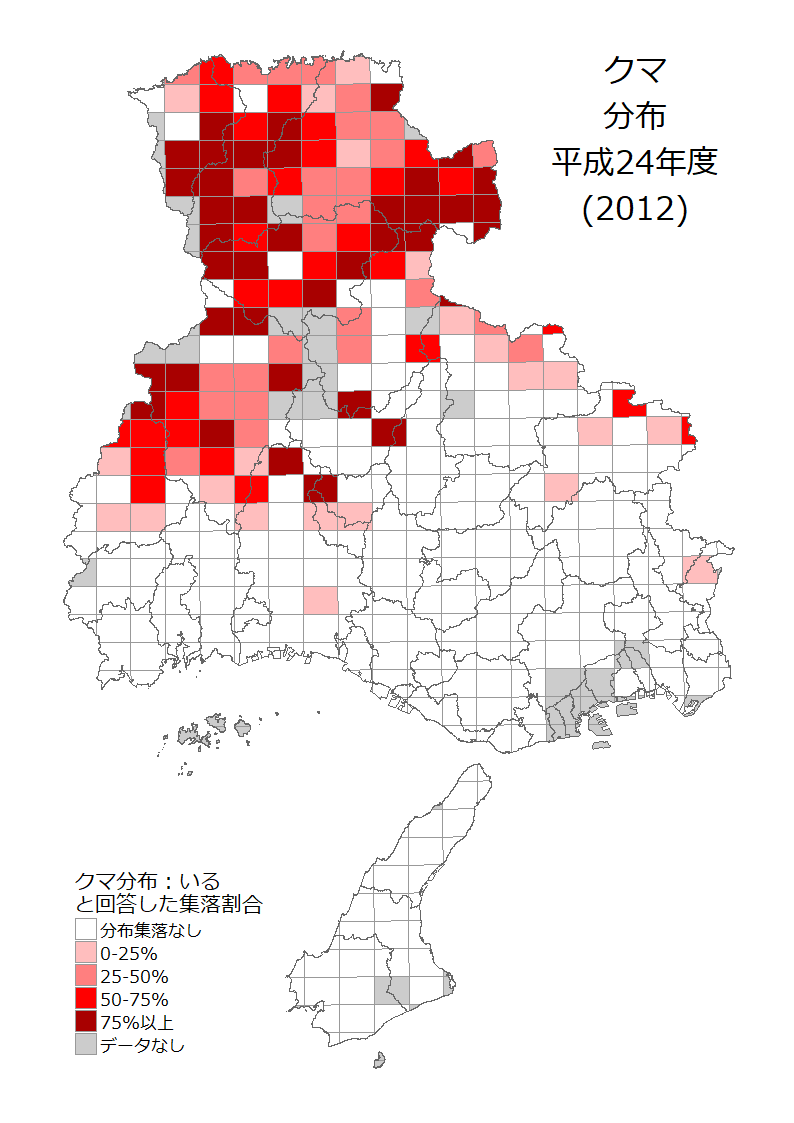 クマ
分布
平成24年度
(2012)
クマ分布：いる
と回答した集落割合
分布集落なし
0-25%
25-50%
50-75%
75%以上
データなし